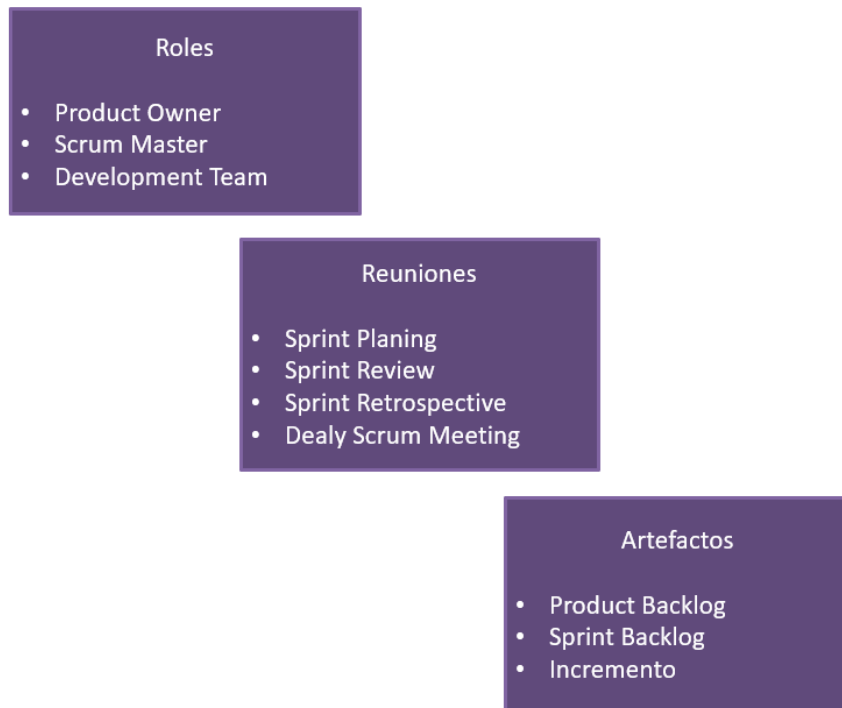 Roles
• Product Owner
• Scrum Master
• Development Team
Reuniones
• Sprint Planing
• Sprint Review
• Sprint Retrospective
• Dealy Scrum Meeting
Artefactos
• Product Backlog
• Sprint Backlog
• Incremento